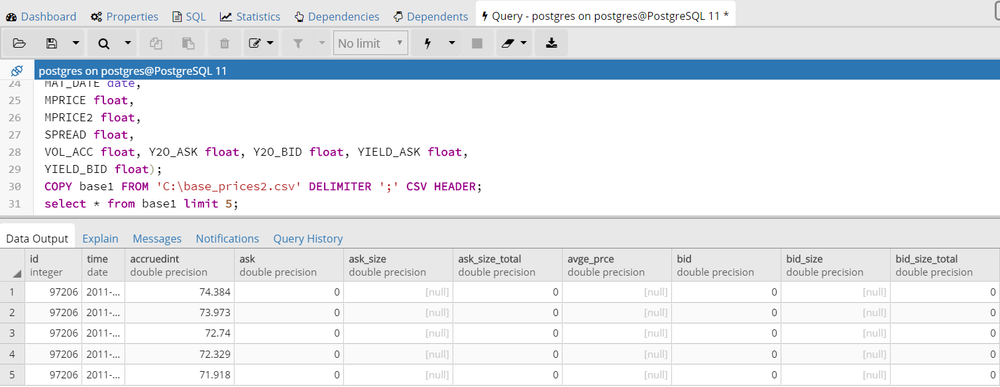 Dashboard Properties SQL Statistics Dependencies Dependents Query - postgres on postgres@PostgreSQL 11 *
No limit
postgres on postgres@PostgreSQL 11
24 MAT_DATE date,
25 MPRICE float,
26 MPRICE2 float,
27 SPREAD float,
28 VOL_ACC float, Y2O_ASK float, Y2O_BID float, YIELD_ASK float,
29 YIELD_BID float);
30 COPY base1 FROM 'C:\base_prices2.csv' DELIMITER ';' CSV HEADER;
31 select * from base1 limit 5;
Data Output Explain Messages Notifications Query History
id time accruedint ask ask_size ask_size_total avge_prce bid bid_size bid_size_total
integer date double precision double precision double precision double precision double precision double precision double precision double precision
1 97206 2011-... 74.384 0 [null] 0 [null] 0 [null] 0
2 97206 2011-... 73.973 0 [null] 0 [null] 0 [null] 0
3 97206 2011-... 72.74 0 [null] 0 [null] 0 [null] 0
4 97206 2011-... 72.329 0 [null] 0 [null] 0 [null] 0
5 97206 2011-... 71.918 0 [null] 0 [null] 0 [null] 0